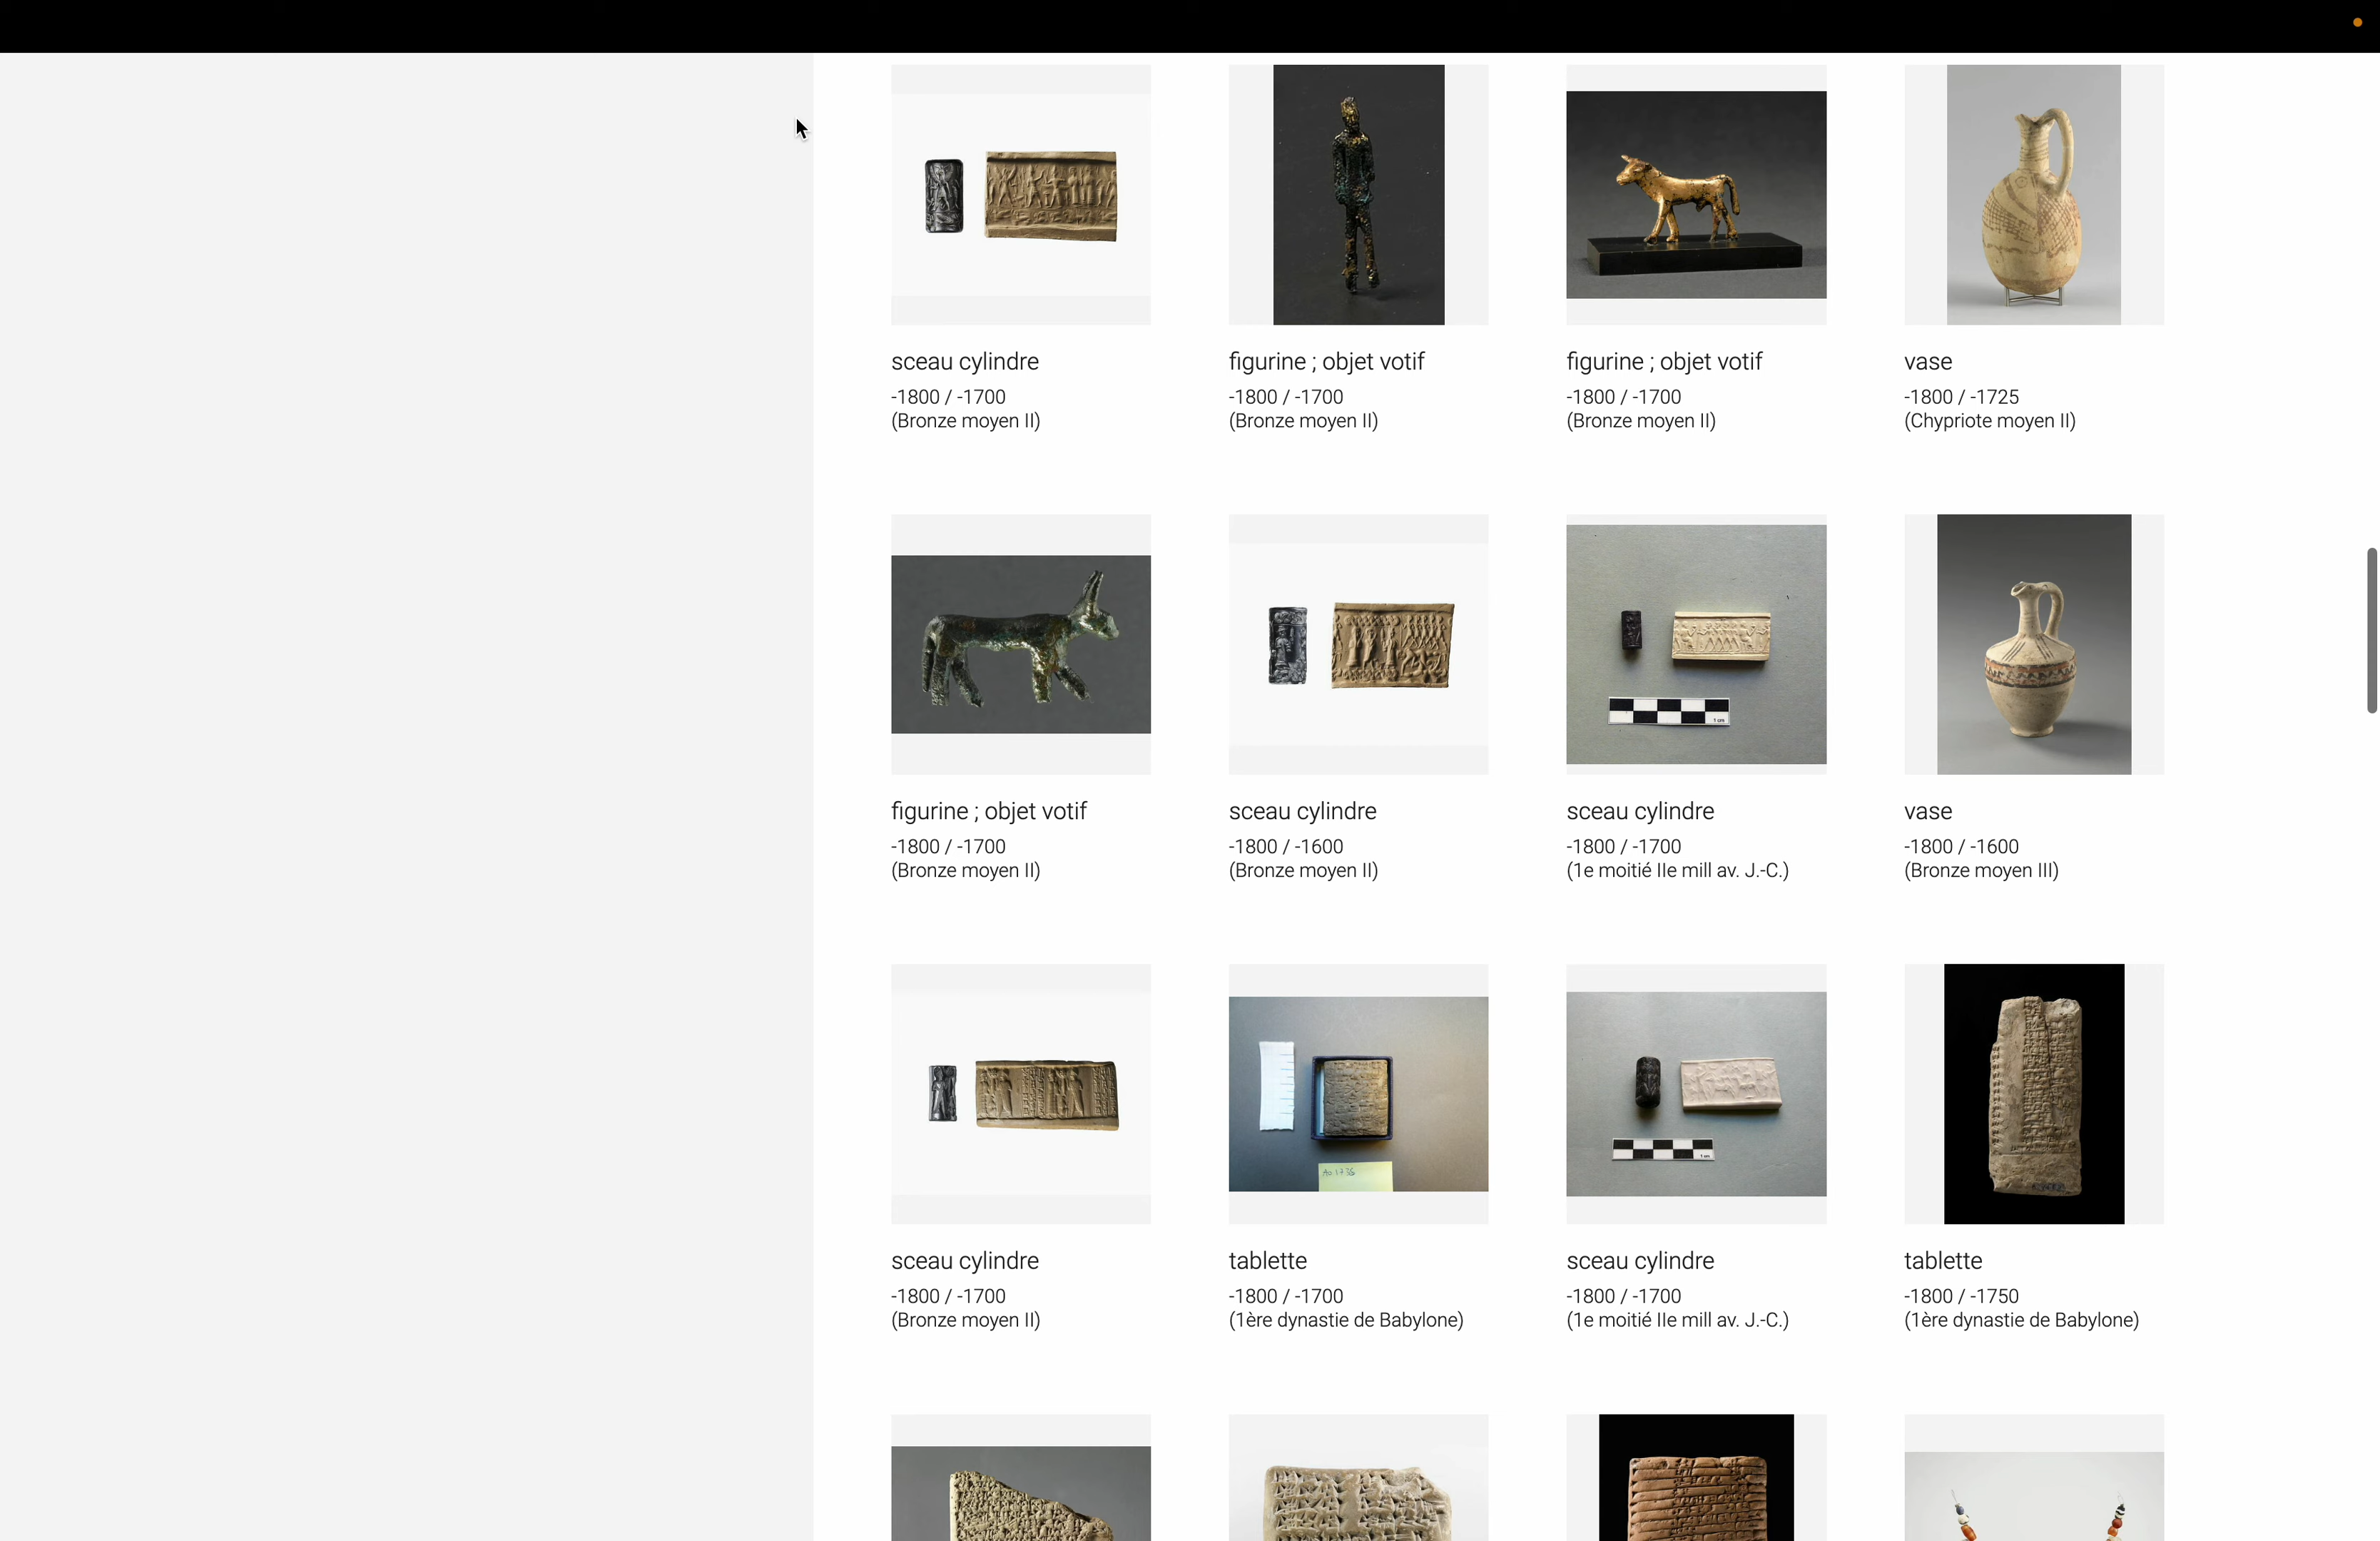 sceau cylindre
-1800 / -1700
(Bronze moyen II)
figurine ; objet votif
-1800 / -1700
(Bronze moyen II)
figurine ; objet votif
-1800 / -1700
(Bronze moyen II)
vase
-1800 / -1725
(Chypriote moyen II)
figurine ; objet votif
-1800 / -1700
(Bronze moyen II)
sceau cylindre
-1800 / -1600
(Bronze moyen II)
1 cm
sceau cylindre
-1800 / -1700
(1e moitié IIe mill av. J.-C.)
vase
-1800 / -1600
(Bronze moyen III)
sceau cylindre
-1800 / -1700
(Bronze moyen II)
tablette
-1800 / -1700
(1ère dynastie de Babylone)
1 cm
sceau cylindre
-1800 / -1700
(1e moitié IIe mill av. J.-C.)
tablette
-1800 / -1750
(1ère dynastie de Babylone)